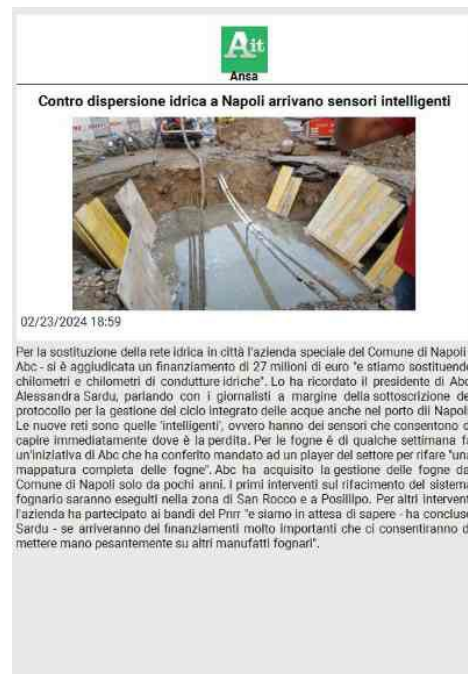 Ait
Ansa
Contro dispersione idrica a Napoli arrivano sensori intelligenti
02/23/2024 18:59
Per la sostituzione della rete idrica in città l'azienda speciale del Comune di Napoli
Abc - si è aggiudicata un finanziamento di 27 milioni di euro "e stiamo sostituendo
chilometri e chilometri di condutture idriche". Lo ha ricordato il presidente di Abc
Alessandra Sardu, parlando con i giornalisti a margine della sottoscrizione de
protocollo per la gestione del ciclo integrato delle acque anche nel porto dii Napoli
Le nuove reti sono quelle 'intelligenti', ovvero hanno dei sensori che consentono d
capire immediatamente dove è la perdita. Per le fogne è di qualche settimana fa
un'iniziativa di Abc che ha conferito mandato ad un player del settore per rifare "una
mappatura completa delle fogne". Abc ha acquisito la gestione delle fogne da
Comune di Napoli solo da pochi anni. I primi interventi sul rifacimento del sistema
fognario saranno eseguiti nella zona di San Rocco e a Posillipo. Per altri intervent
l'azienda ha partecipato ai bandi del Pnrr "e siamo in attesa di sapere - ha concluso
Sardu - se arriveranno dei finanziamenti molto importanti che ci consentiranno d
mettere mano pesantemente su altri manufatti fognari".